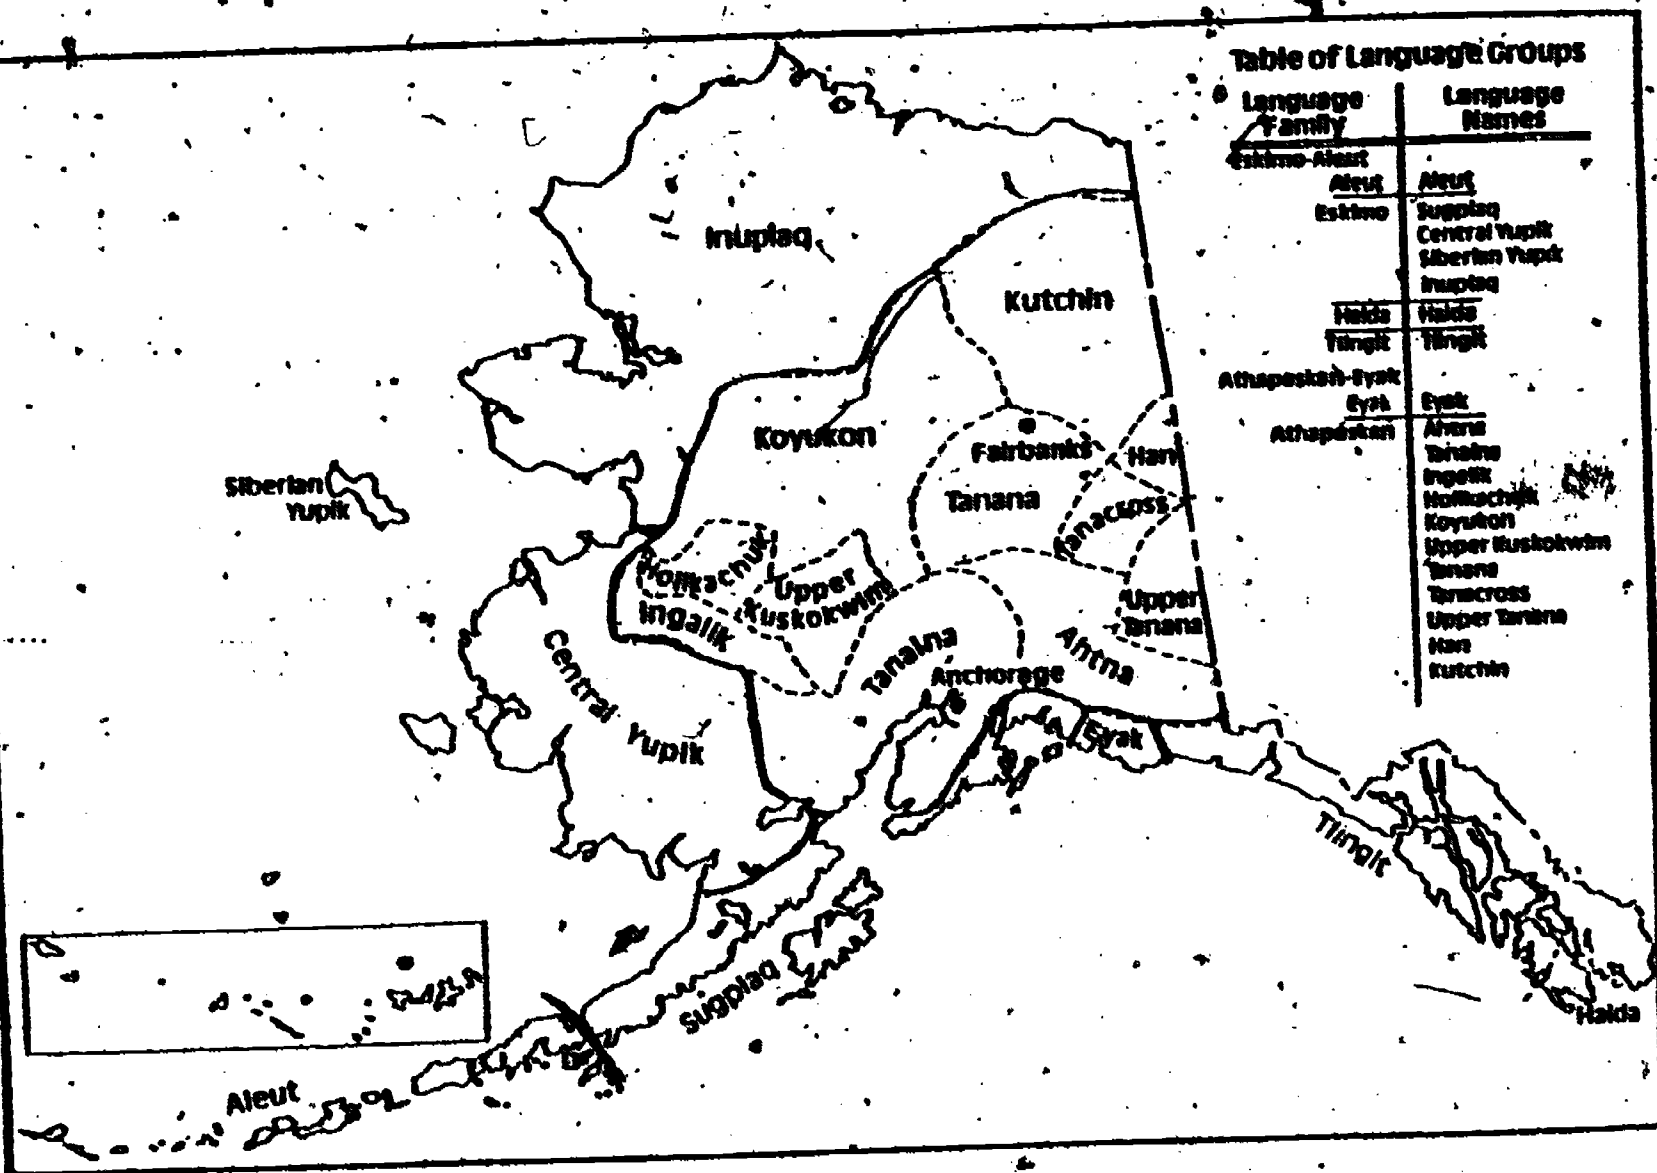 Table of Language Groups
Language Family
Language Names
Eskimo-Aleut
Aleut Aleut
Eskimo Sugpiaq
Central Yupik
Siberian Yupik
Inupiaq
Haida Haida
Tlingit Tlingit
Athapaskan-Eyak
Eyak Eyak
Athapaskan Ahtna
Tanaina
Ingalik
Holikachuk
Koyukon
Upper Kuskokwim
Tanana
Tanacross
Upper Tanana
Han
Kutchin
Inupiaq
Kutchin
Koyukon
Fairbanks
Han
Tanana
Tanacross
Siberian
Yupik
Holikachuk
Upper
Kuskokwim
Ingalik
Upper
Tanana
Central Yupik
Tanaina
Ahtna
Anchorage
Eyak
Tlingit
Sugpiaq
Haida
Aleut